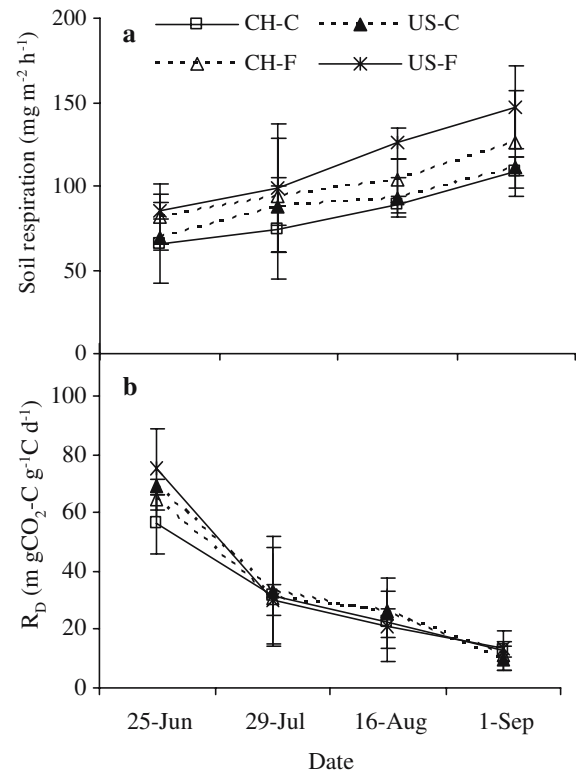 a
CH-C
US-C
CH-F
US-F
Soil respiration (mg m⁻² h⁻¹)
200
150
100
50
0
b
R_D (m gCO₂-C g⁻¹C d⁻¹)
100
80
60
40
20
0
25-Jun
29-Jul
16-Aug
1-Sep
Date